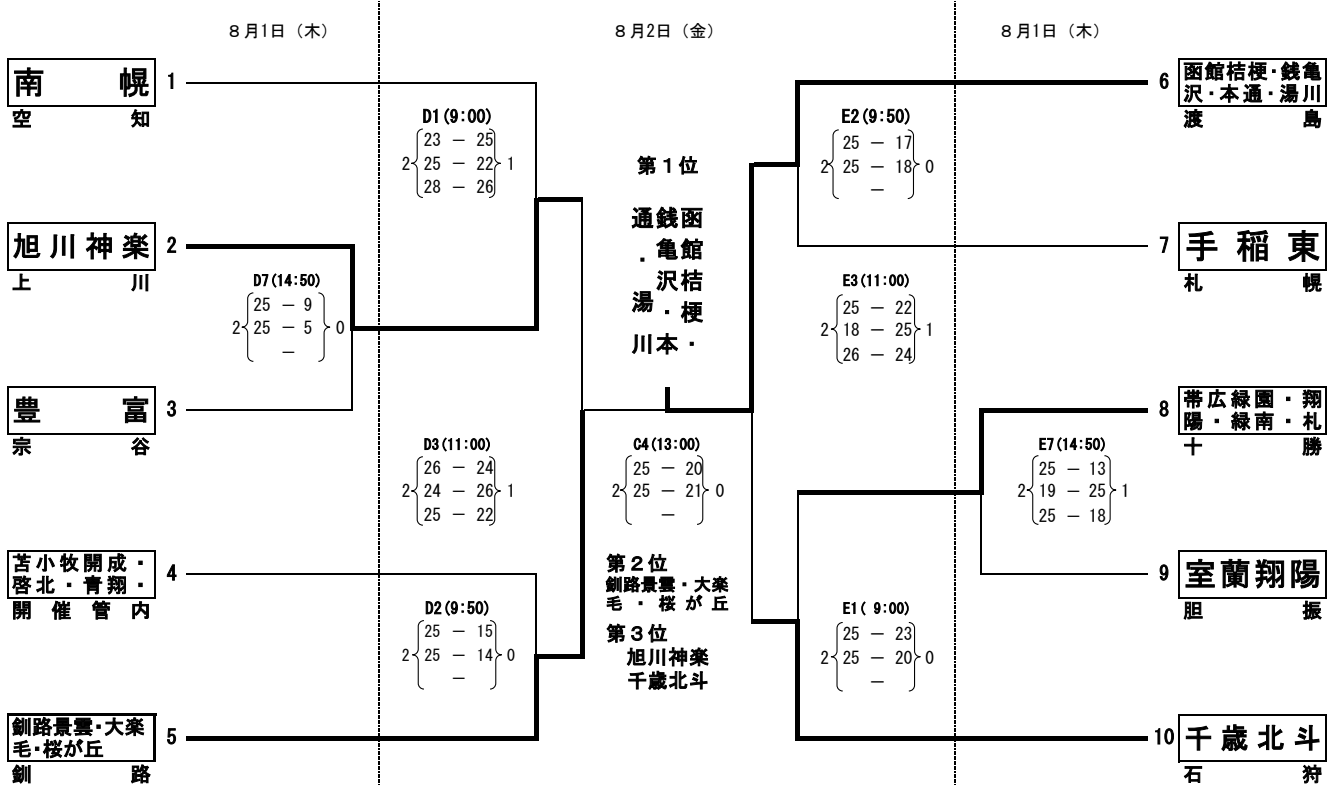 8月1日（木）
8月2日（金）
8月1日（木）
南幌
1
空知
旭川神楽
2
上川
D7(14:50)
25 － 9
2 25 － 5 0
－
豊富
3
宗谷
苫小牧開成・
啓北・青翔・
4
開催管内
釧路景雲・大楽
毛・桜が丘
5
釧路
D1(9:00)
23 － 25
2 25 － 22 1
28 － 26
D3(11:00)
26 － 24
2 24 － 26 1
25 － 22
D2(9:50)
25 － 15
2 25 － 14 0
－
第１位
函館桔梗・
銭亀沢・本
通・湯川
C4(13:00)
25 － 20
2 25 － 21 0
－
第２位
釧路景雲・大楽
毛・桜が丘
第３位
旭川神楽
千歳北斗
E2(9:50)
25 － 17
2 25 － 18 0
－
E3(11:00)
25 － 22
2 18 － 25 1
26 － 24
E1( 9:00)
25 － 23
2 25 － 20 0
－
6
函館桔梗・銭亀
沢・本通・湯川
渡島
7
手稲東
札幌
8
帯広緑園・翔
陽・緑南・札
十勝
E7(14:50)
25 － 13
2 19 － 25 1
25 － 18
9
室蘭翔陽
胆振
10
千歳北斗
石狩